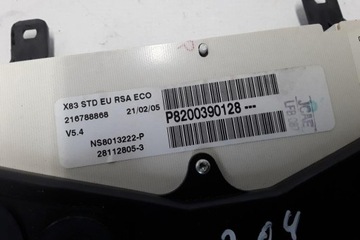 X83 STD EU RSA ECO
216788868 21/02/05
V5.4
P8200390128---
NS8013222-P
28112805-3